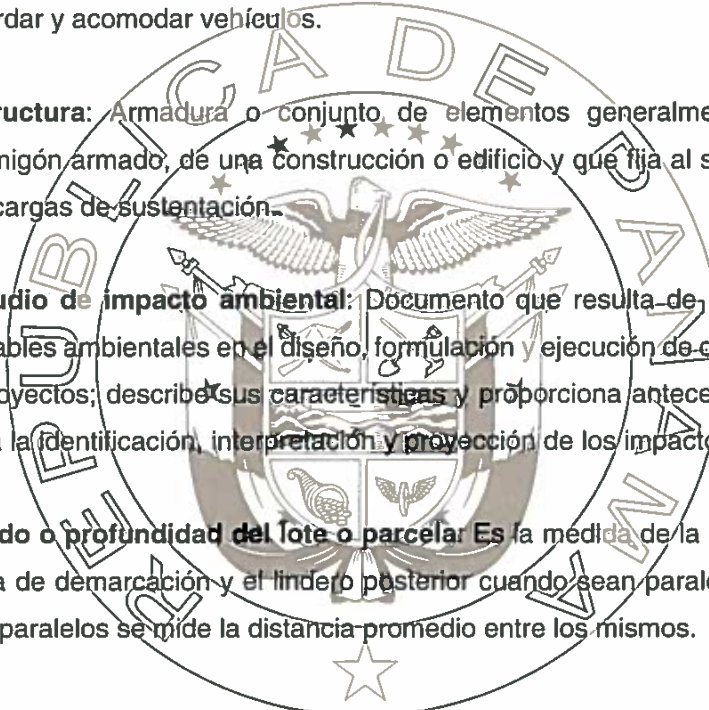 rdar y acomodar vehículos.
ructura: Armadura o conjunto de elementos generalme
migón armado, de una construcción o edificio y que fija al s
cargas de sustentación.
udio de impacto ambiental: Documento que resulta de
ables ambientales en el diseño, formulación y ejecución de
oyectos; describe sus características y proporciona antece
a la identificación, interpretación y proyección de los impacto
do o profundidad del lote o parcela: Es la medida de la
a de demarcación y el lindero posterior cuando sean parale
paralelos se mide la distancia promedio entre los mismos.
REPUBLICA DE PANAMA